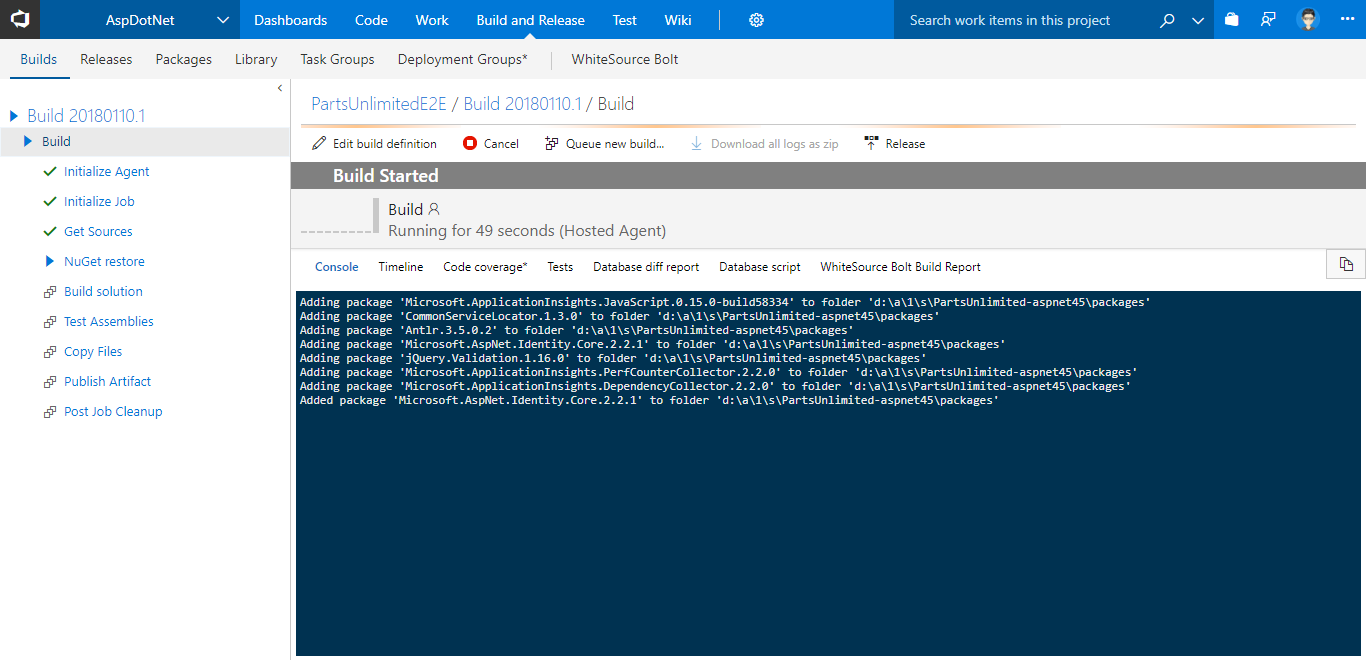 AspDotNet Dashboards Code Work Build and Release Test Wiki Search work items in this project
Builds Releases Packages Library Task Groups Deployment Groups* WhiteSource Bolt
Build 20180110.1
Build
Initialize Agent
Initialize Job
Get Sources
NuGet restore
Build solution
Test Assemblies
Copy Files
Publish Artifact
Post Job Cleanup
PartsUnlimitedE2E / Build 20180110.1 / Build
Edit build definition Cancel Queue new build... Download all logs as zip Release
Build Started
Build
Running for 49 seconds (Hosted Agent)
Console Timeline Code coverage* Tests Database diff report Database script WhiteSource Bolt Build Report
Adding package 'Microsoft.ApplicationInsights.JavaScript.0.15.0-build58334' to folder 'd:\a\1\s\PartsUnlimited-aspnet45\packages'
Adding package 'CommonServiceLocator.1.3.0' to folder 'd:\a\1\s\PartsUnlimited-aspnet45\packages'
Adding package 'Antlr.3.5.0.2' to folder 'd:\a\1\s\PartsUnlimited-aspnet45\packages'
Adding package 'Microsoft.AspNet.Identity.Core.2.2.1' to folder 'd:\a\1\s\PartsUnlimited-aspnet45\packages'
Adding package 'jQuery.Validation.1.16.0' to folder 'd:\a\1\s\PartsUnlimited-aspnet45\packages'
Adding package 'Microsoft.ApplicationInsights.PerfCounterCollector.2.2.0' to folder 'd:\a\1\s\PartsUnlimited-aspnet45\packages'
Adding package 'Microsoft.ApplicationInsights.DependencyCollector.2.2.0' to folder 'd:\a\1\s\PartsUnlimited-aspnet45\packages'
Added package 'Microsoft.AspNet.Identity.Core.2.2.1' to folder 'd:\a\1\s\PartsUnlimited-aspnet45\packages'